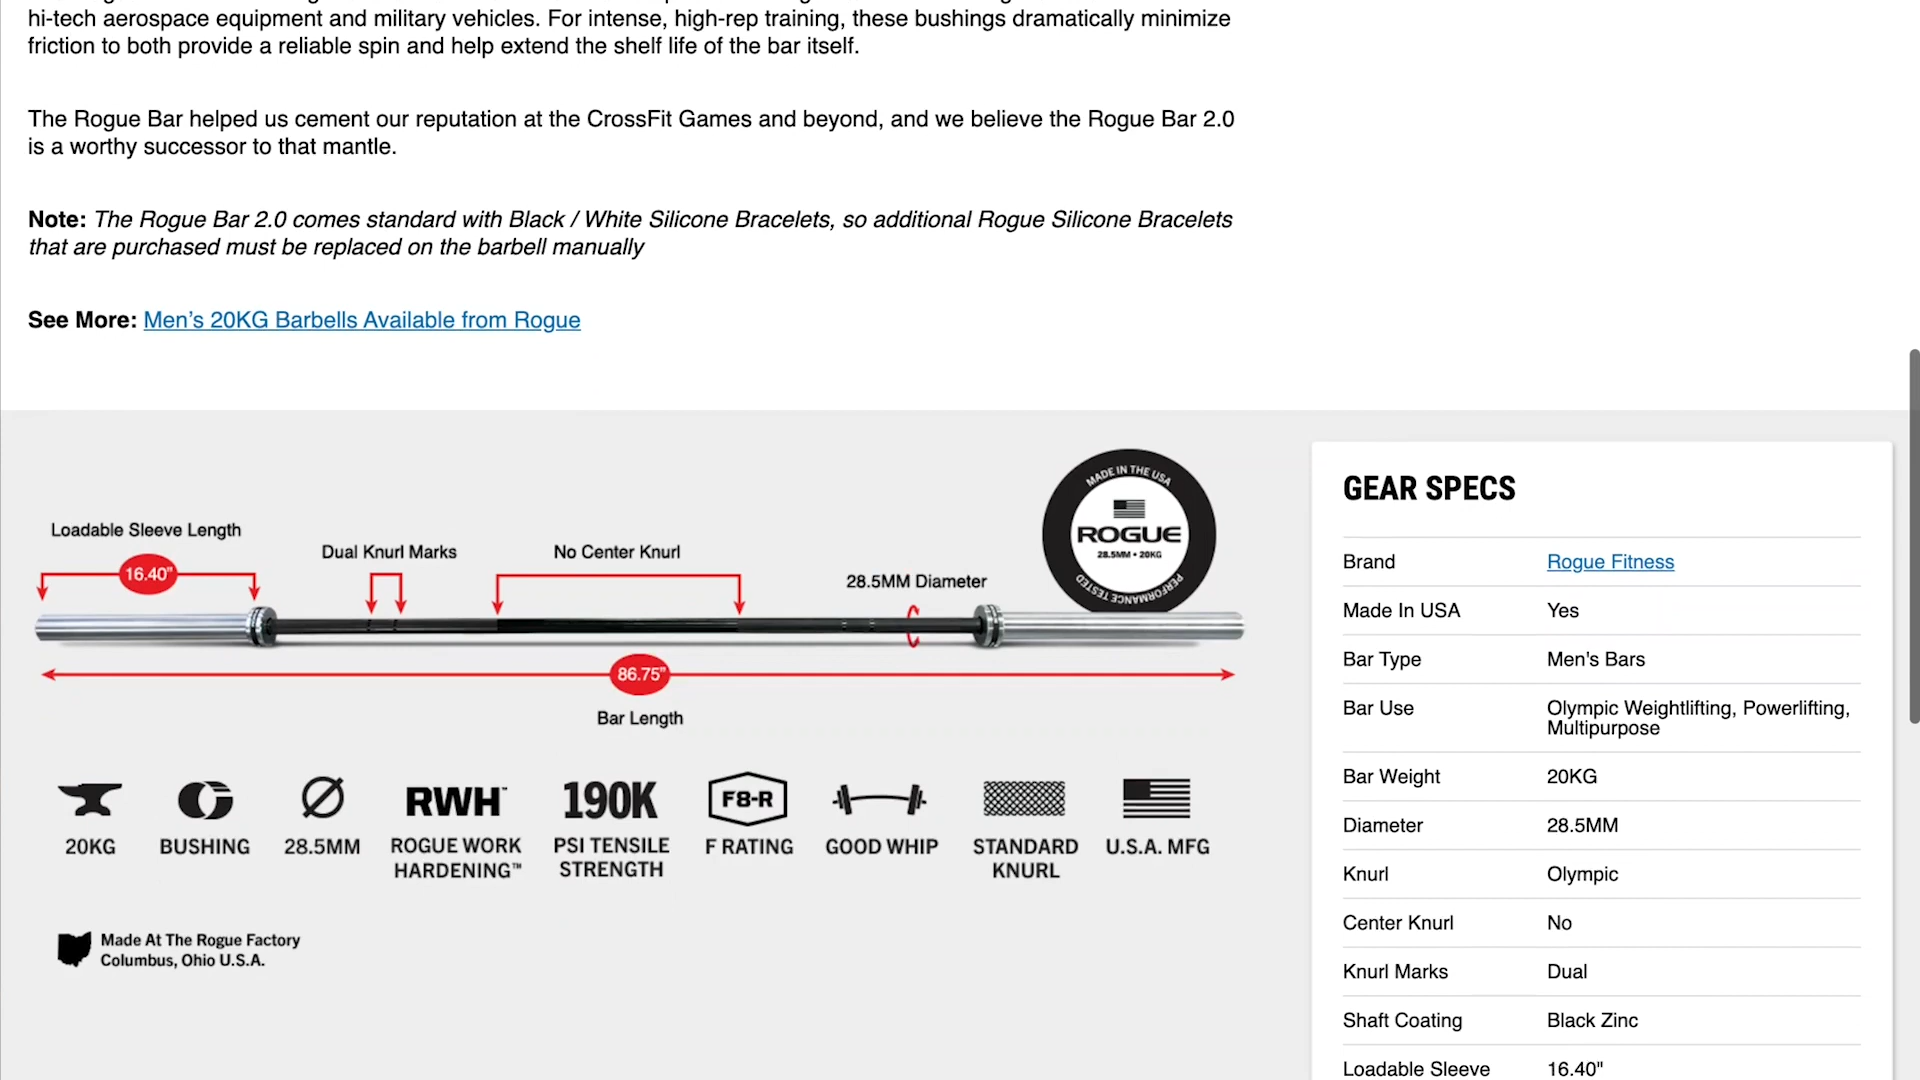 hi-tech aerospace equipment and military vehicles. For intense, high-rep training, these bushings dramatically minimize
friction to both provide a reliable spin and help extend the shelf life of the bar itself.
The Rogue Bar helped us cement our reputation at the CrossFit Games and beyond, and we believe the Rogue Bar 2.0
is a worthy successor to that mantle.
Note: The Rogue Bar 2.0 comes standard with Black / White Silicone Bracelets, so additional Rogue Silicone Bracelets
that are purchased must be replaced on the barbell manually
See More: Men’s 20KG Barbells Available from Rogue
Loadable Sleeve Length
16.40"
Dual Knurl Marks
No Center Knurl
28.5MM Diameter
MADE IN THE USA
ROGUE
28.5MM • 20KG
PERFORMANCE TESTED
86.75"
Bar Length
20KG
BUSHING
28.5MM
RWH™
ROGUE WORK
HARDENING™
190K
PSI TENSILE
STRENGTH
F8-R
F RATING
GOOD WHIP
STANDARD
KNURL
U.S.A. MFG
Made At The Rogue Factory
Columbus, Ohio U.S.A.
GEAR SPECS
Brand Rogue Fitness
Made In USA Yes
Bar Type Men's Bars
Bar Use Olympic Weightlifting, Powerlifting,
Multipurpose
Bar Weight 20KG
Diameter 28.5MM
Knurl Olympic
Center Knurl No
Knurl Marks Dual
Shaft Coating Black Zinc
Loadable Sleeve 16.40"